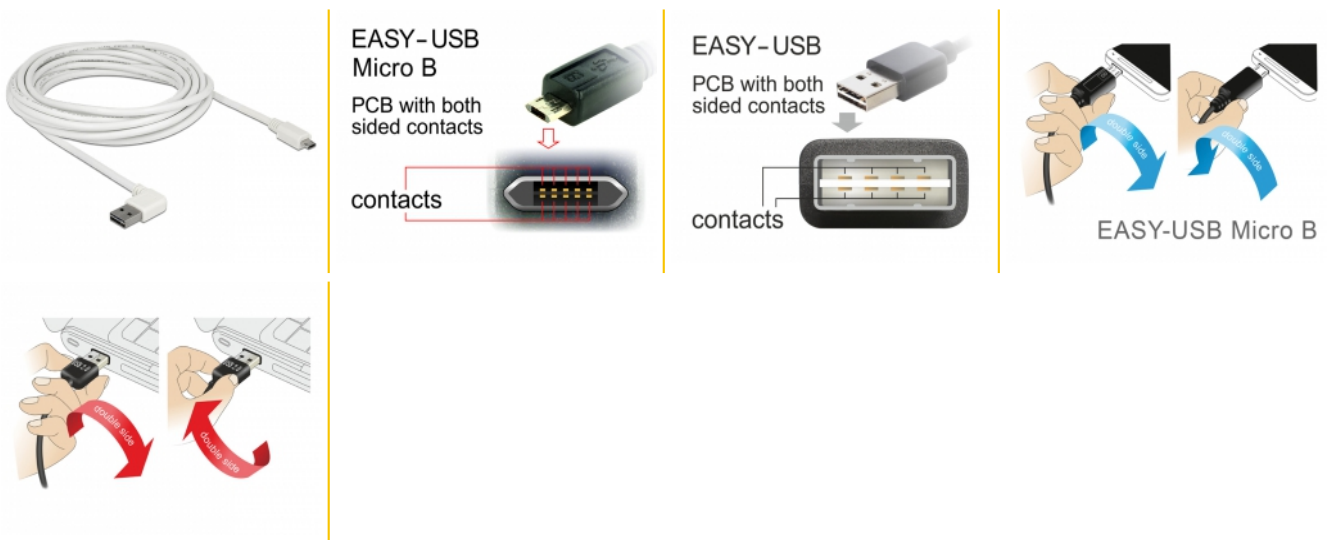 EASY-USB
Micro B
PCB with both
sided contacts
contacts
EASY-USB
PCB with both
sided contacts
contacts
double side
double side
EASY-USB Micro B
double side
double side